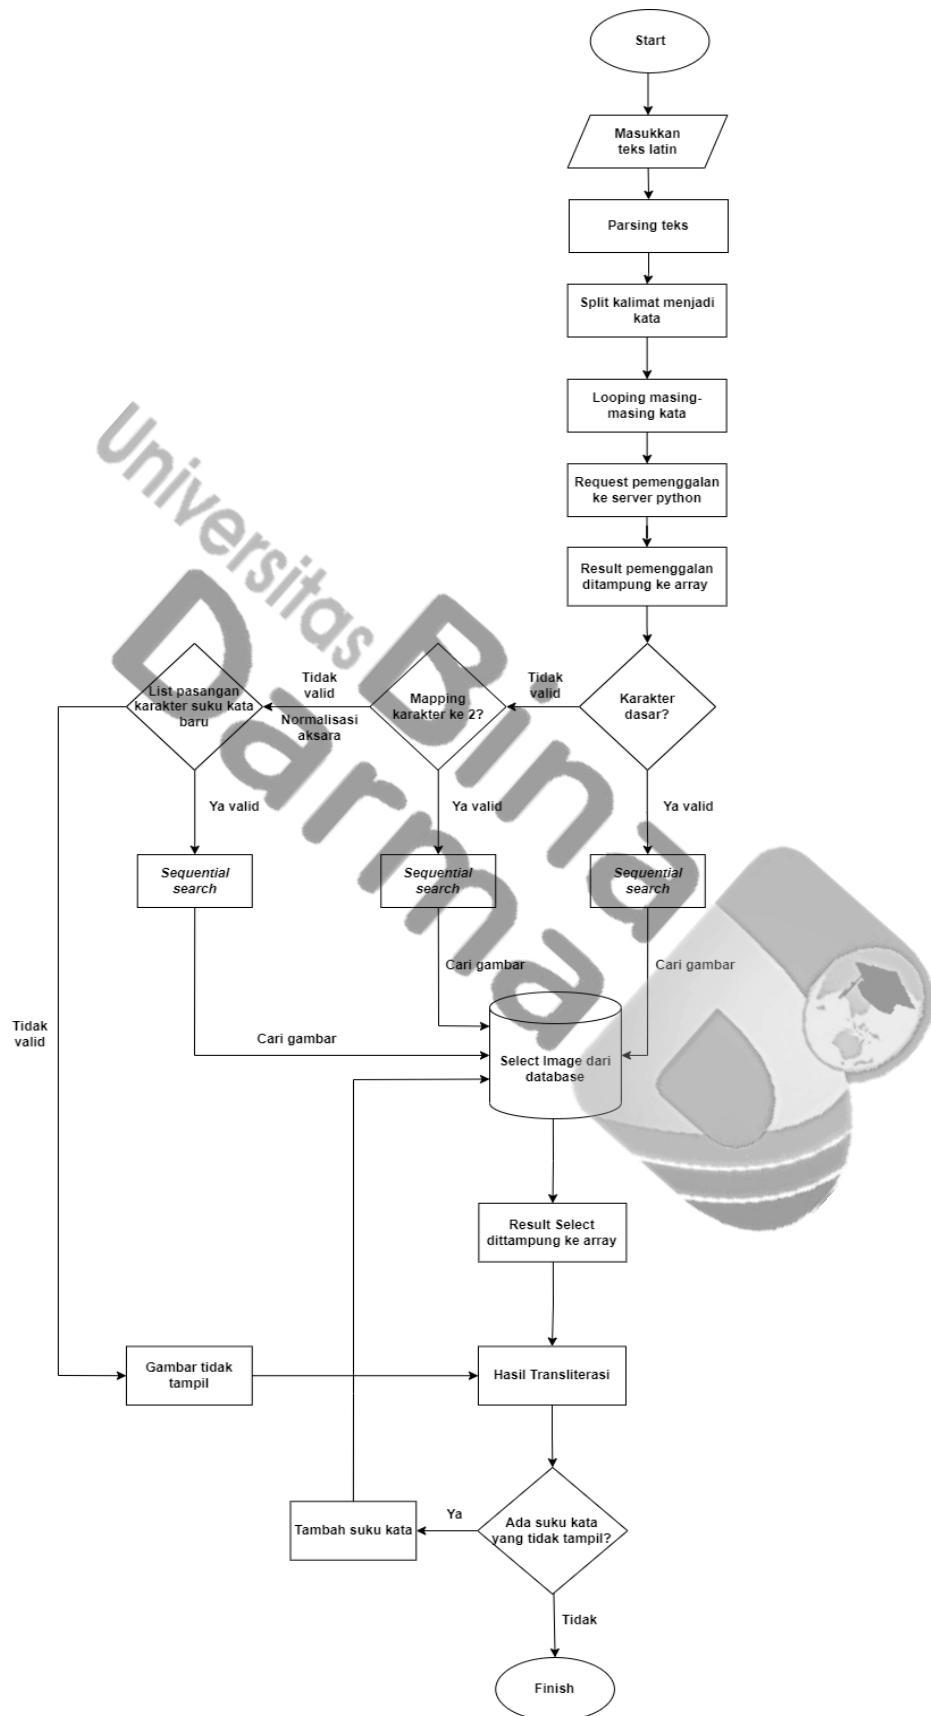 Start
Masukkan
teks latin
Parsing teks
Split kalimat menjadi
kata
Looping masing-
masing kata
Request pemenggalan
ke server python
Result pemenggalan
ditampung ke array
Karakter
dasar?
Tidak
valid
Mapping
karakter ke 2?
Tidak
valid
Normalisasi
aksara
List pasangan
karakter suku kata
baru
Ya valid
Ya valid
Ya valid
Sequential
search
Sequential
search
Sequential
search
Cari gambar
Cari gambar
Cari gambar
Tidak
valid
Select Image dari
database
Result Select
dittampung ke array
Gambar tidak
tampil
Hasil Transliterasi
Ada suku kata
yang tidak tampil?
Ya
Tambah suku kata
Tidak
Finish
Universitas
Bina
Darma